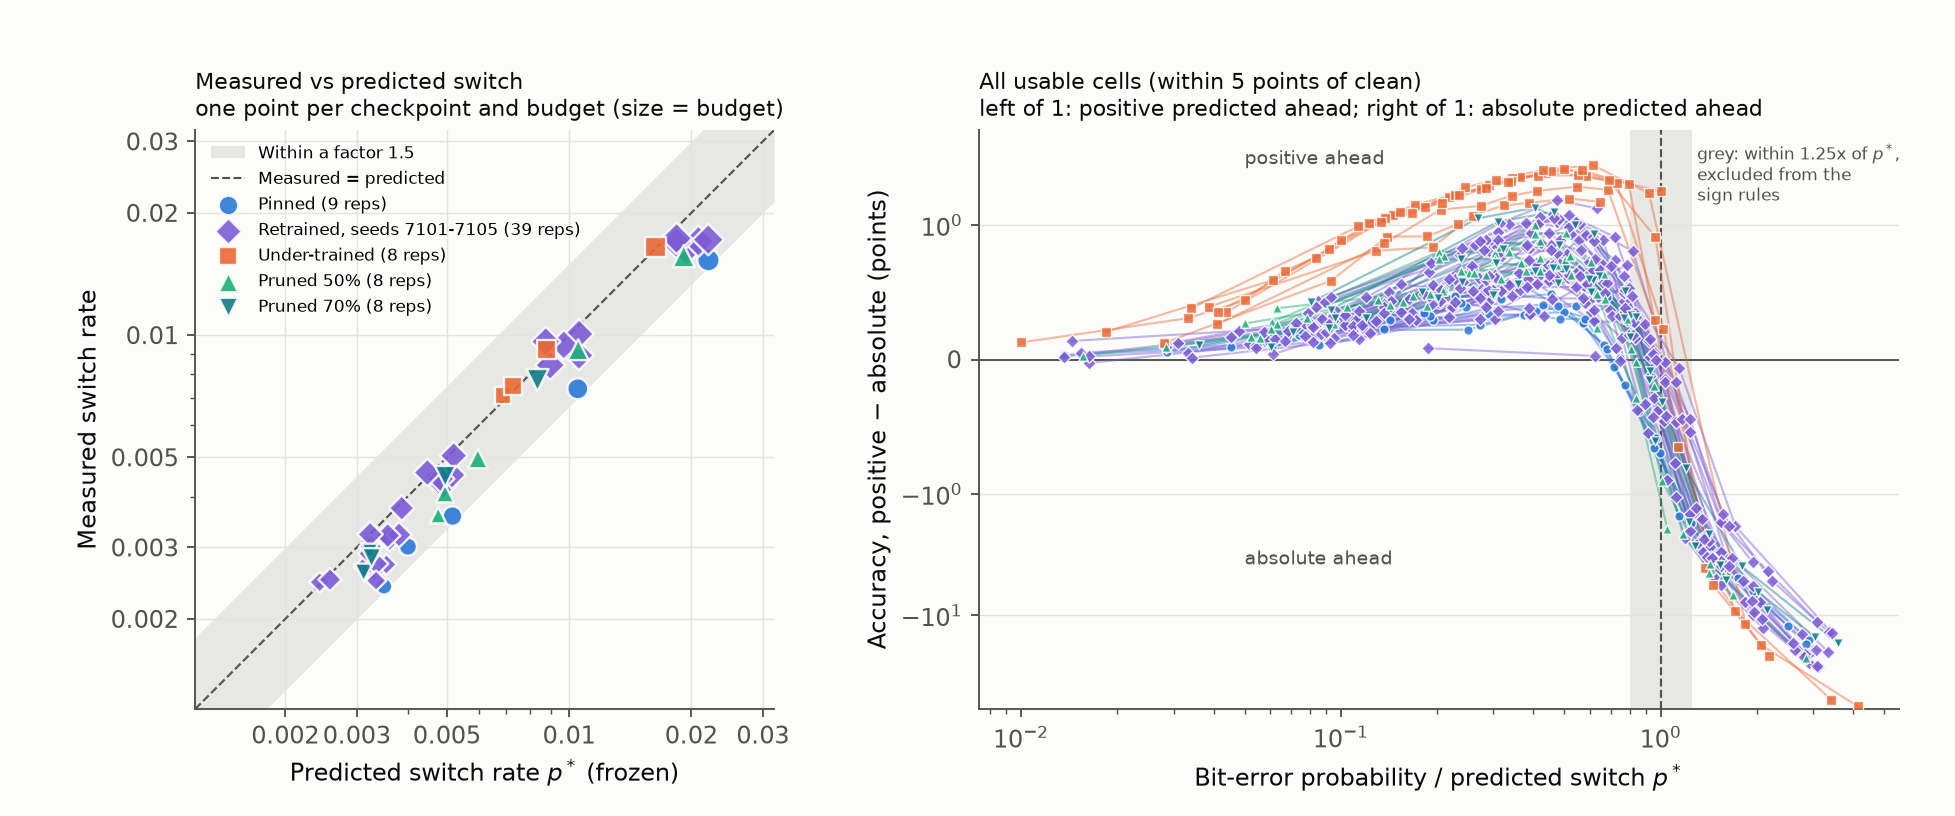 Measured vs predicted switch
one point per checkpoint and budget (size = budget)
Within a factor 1.5
Measured = predicted
Pinned (9 reps)
Retrained, seeds 7101-7105 (39 reps)
Under-trained (8 reps)
Pruned 50% (8 reps)
Pruned 70% (8 reps)
0.03
0.02
0.01
0.005
0.003
0.002
Measured switch rate
0.002 0.003 0.005 0.01 0.02 0.03
Predicted switch rate p* (frozen)
All usable cells (within 5 points of clean)
left of 1: positive predicted ahead; right of 1: absolute predicted ahead
positive ahead
grey: within 1.25x of p*,
excluded from the
sign rules
absolute ahead
10⁰
0
−10⁰
−10¹
Accuracy, positive − absolute (points)
10⁻² 10⁻¹ 10⁰
Bit-error probability / predicted switch p*